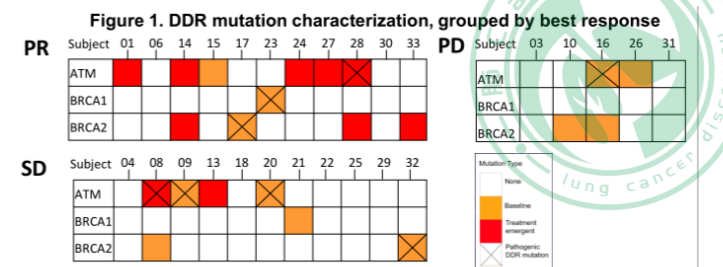 Figure 1. DDR mutation characterization, grouped by best response
PR Subject 01 06 14 15 17 23 24 27 28 30 33
ATM
BRCA1
BRCA2
PD Subject 03 10 16 26 31
ATM
BRCA1
BRCA2
SD Subject 04 08 09 13 18 20 21 22 25 29 32
ATM
BRCA1
BRCA2
Mutation Type
None
Baseline
Treatment
emergent
Pathogenic
DDR mutation
lung cancer